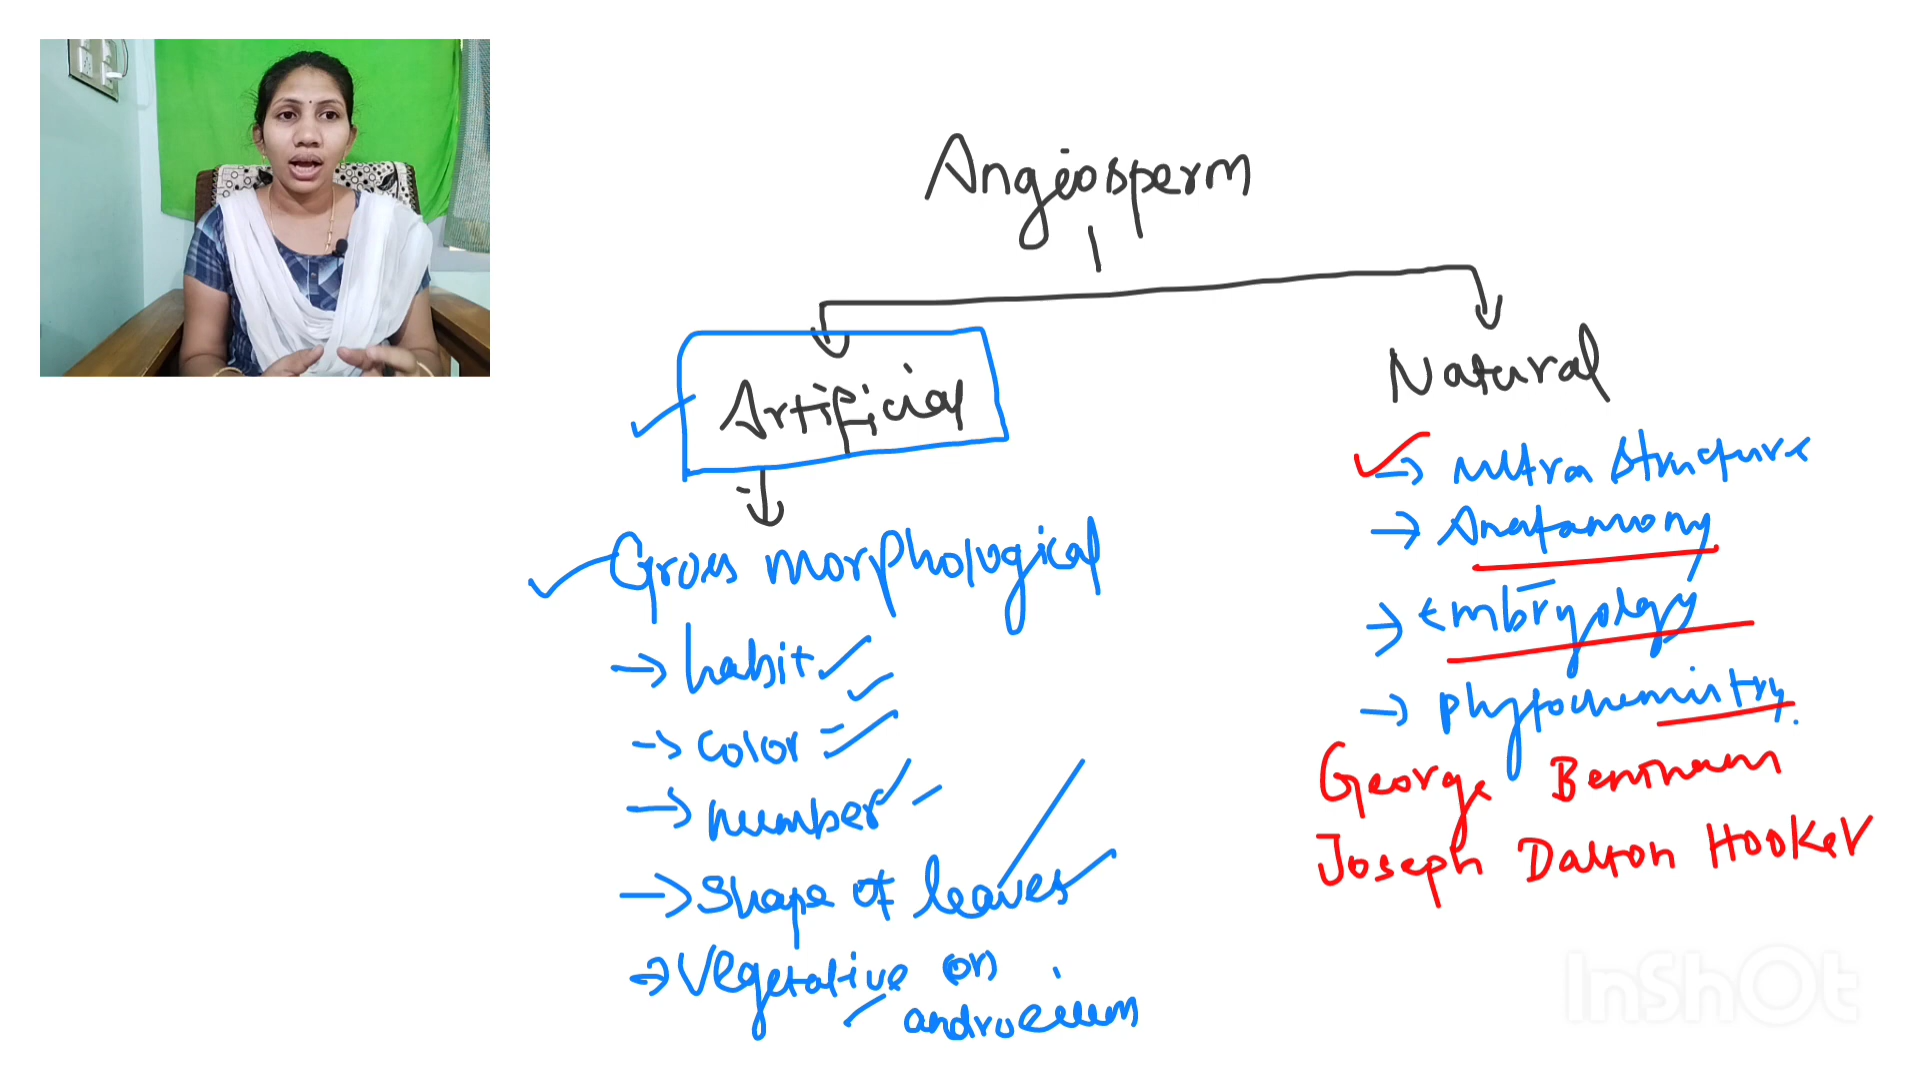 Angiosperm
Artificial
Gross morphological
→ habit
→ color
→ number
→ shape of leaves
→ Vegetative (or)
androecium
Natural
→ ultra structure
→ Anatamony
→ embryology
→ phytochemistry.
George Bentham
Joseph Dalton Hooker
InShOt